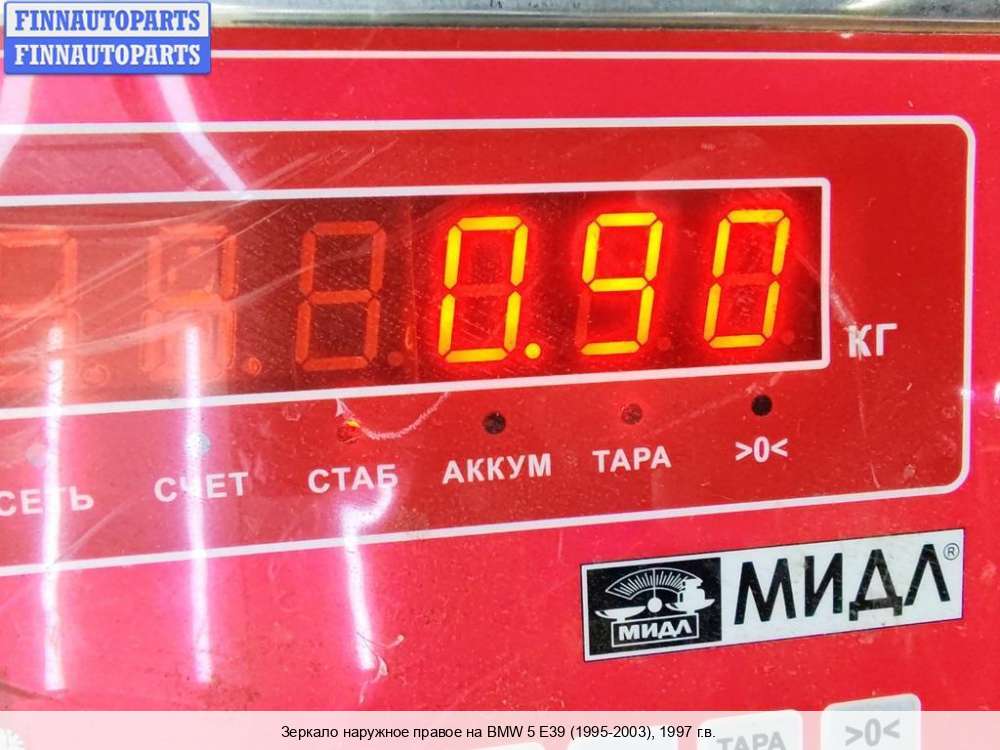 FINNAUTOPARTS
FINNAUTOPARTS
0.90
КГ
СЕТЬ СЧЕТ СТАБ АККУМ ТАРА >0<
МИДЛ МИДЛ®
ТАРА >0<
Зеркало наружное правое на BMW 5 E39 (1995-2003), 1997 г.в.